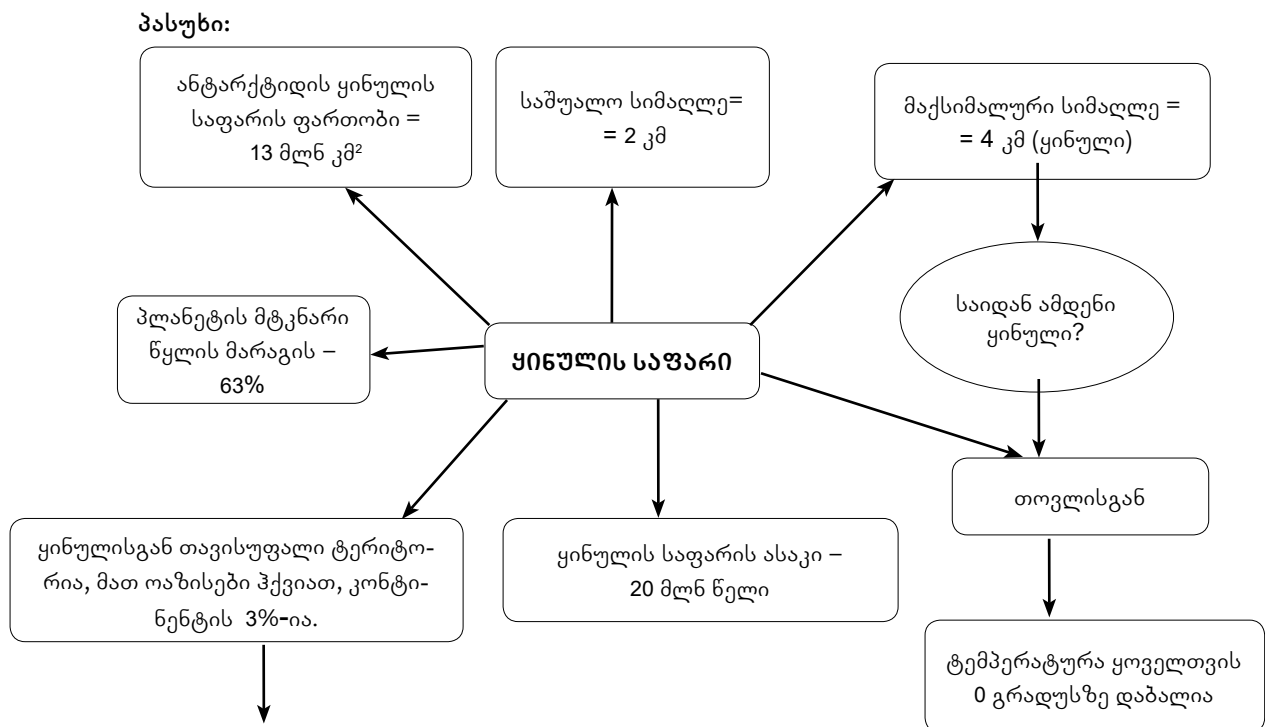 პასუხი:
ანტარქტიდის ყინულის
საფარის ფართობი =
13 მლნ კმ²
საშუალო სიმაღლე=
= 2 კმ
მაქსიმალური სიმაღლე =
= 4 კმ (ყინული)
საიდან ამდენი
ყინული?
პლანეტის მტკნარი
წყლის მარაგის –
63%
ყინულის საფარი
თოვლისგან
ყინულისგან თავისუფალი ტერიტო-
რია, მათ ოაზისები ჰქვიათ, კონტი-
ნენტის 3%-ია.
ყინულის საფარის ასაკი –
20 მლნ წელი
ტემპერატურა ყოველთვის
0 გრადუსზე დაბალია